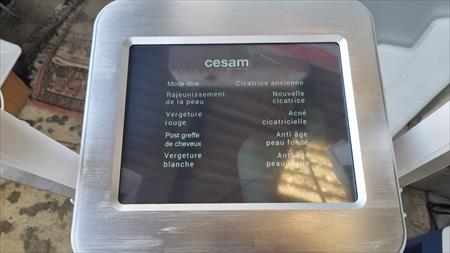 cesam
Mode libre
Cicatrice ancienne
Rajeunissement
de la peau
Nouvelle
cicatrice
Vergeture
rouge
Acné
cicatricielle
Post greffe
de cheveux
Anti âge
peau foncé
Vergeture
blanche
Anti âge
peau claire